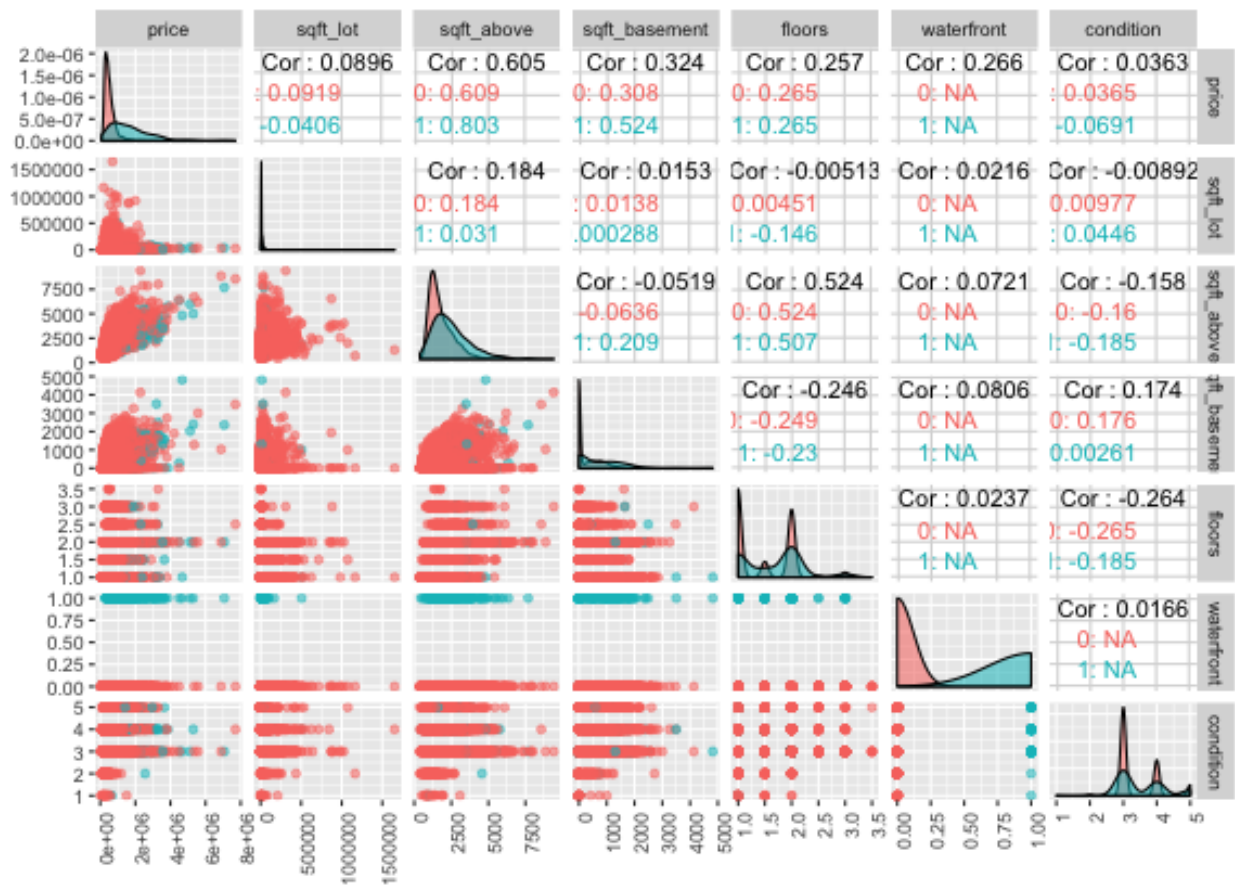 price sqft_lot sqft_above sqft_basement floors waterfront condition
2.0e-06
1.5e-06
1.0e-06
5.0e-07
0.0e+00
Cor : 0.0896
: 0.0919
-0.0406
Cor : 0.605
0: 0.609
1: 0.803
Cor : 0.324
0: 0.308
1: 0.524
Cor : 0.257
0: 0.265
1: 0.265
Cor : 0.266
0: NA
1: NA
Cor : 0.0363
: 0.0365
-0.0691
price
1500000
1000000
500000
0
Cor : 0.184
0: 0.184
1: 0.031
Cor : 0.0153
: 0.0138
.000288
Cor : -0.00513
0.00451
: -0.146
Cor : 0.0216
0: NA
1: NA
Cor : -0.00892
0.00977
: 0.0446
sqft_lot
7500
5000
2500
0
Cor : -0.0519
-0.0636
1: 0.209
Cor : 0.524
0: 0.524
1: 0.507
Cor : 0.0721
0: NA
1: NA
Cor : -0.158
0: -0.16
: -0.185
sqft_above
5000
4000
3000
2000
1000
0
Cor : -0.246
: -0.249
1: -0.23
Cor : 0.0806
0: NA
1: NA
Cor : 0.174
0: 0.176
0.00261
qft_baseme
3.5
3.0
2.5
2.0
1.5
1.0
Cor : 0.0237
0: NA
1: NA
Cor : -0.264
: -0.265
: -0.185
floors
1.00
0.75
0.50
0.25
0.00
Cor : 0.0166
0: NA
1: NA
waterfront
5
4
3
2
1
condition
0e+00 2e+06 4e+06 6e+06 8e+06 0 500000 1000000 1500000 0 2500 5000 7500 0 1000 2000 3000 4000 5000 1.0 1.5 2.0 2.5 3.0 3.5 0.00 0.25 0.50 0.75 1.00 1 2 3 4 5